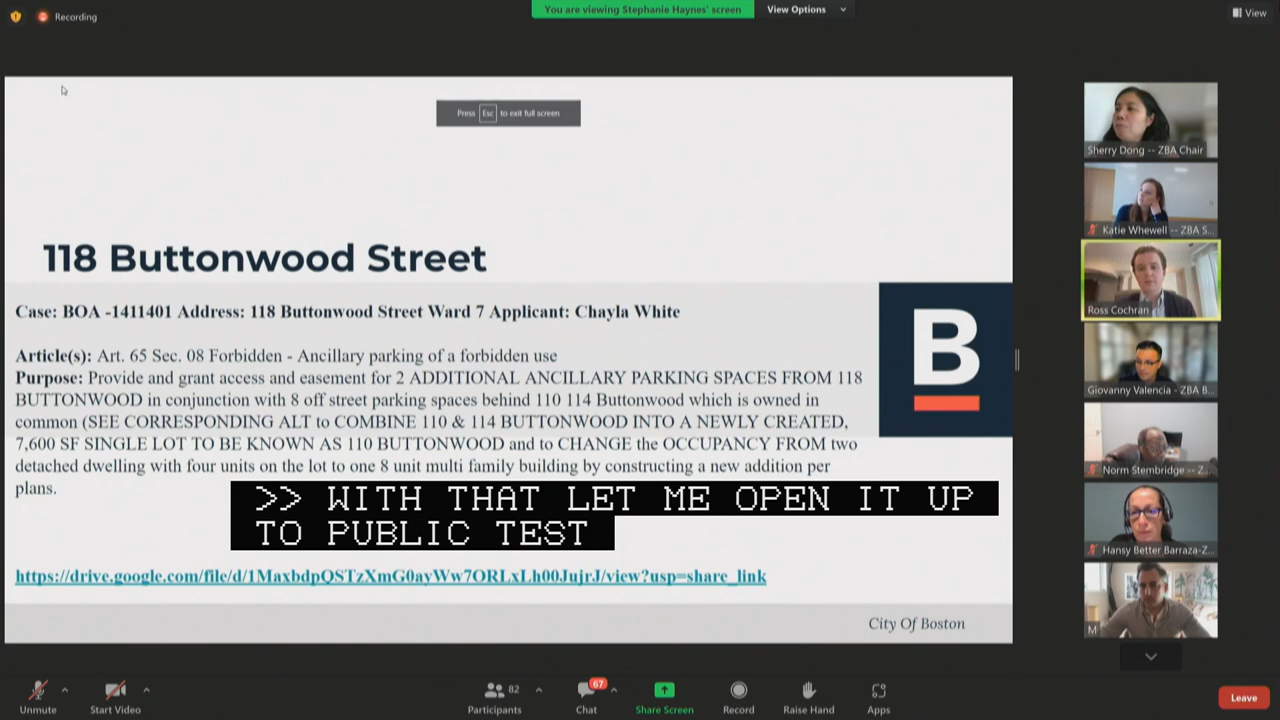 Recording
You are viewing Stephanie Haynes' screen
View Options
View
Press Esc to exit full screen
118 Buttonwood Street
Case: BOA -1411401 Address: 118 Buttonwood Street Ward 7 Applicant: Chayla White
Article(s): Art. 65 Sec. 08 Forbidden - Ancillary parking of a forbidden use
Purpose: Provide and grant access and easement for 2 ADDITIONAL ANCILLARY PARKING SPACES FROM 118
BUTTONWOOD in conjunction with 8 off street parking spaces behind 110 114 Buttonwood which is owned in
common (SEE CORRESPONDING ALT to COMBINE 110 & 114 BUTTONWOOD INTO A NEWLY CREATED,
7,600 SF SINGLE LOT TO BE KNOWN AS 110 BUTTONWOOD and to CHANGE the OCCUPANCY FROM two
detached dwelling with four units on the lot to one 8 unit multi family building by constructing a new addition per
plans.
>> WITH THAT LET ME OPEN IT UP
TO PUBLIC TEST
https://drive.google.com/file/d/1MaxbdpQSTzXmG0ayWw7ORLxLh00JujrJ/view?usp=share_link
B
City Of Boston
Sherry Dong -- ZBA Chair
Katie Whewell -- ZBA S...
Ross Cochran
Giovanny Valencia - ZBA B...
Norm Stembridge -- Z...
Hansy Better Barraza-Z...
M
Unmute
Start Video
82
Participants
67
Chat
Share Screen
Record
Raise Hand
Apps
Leave